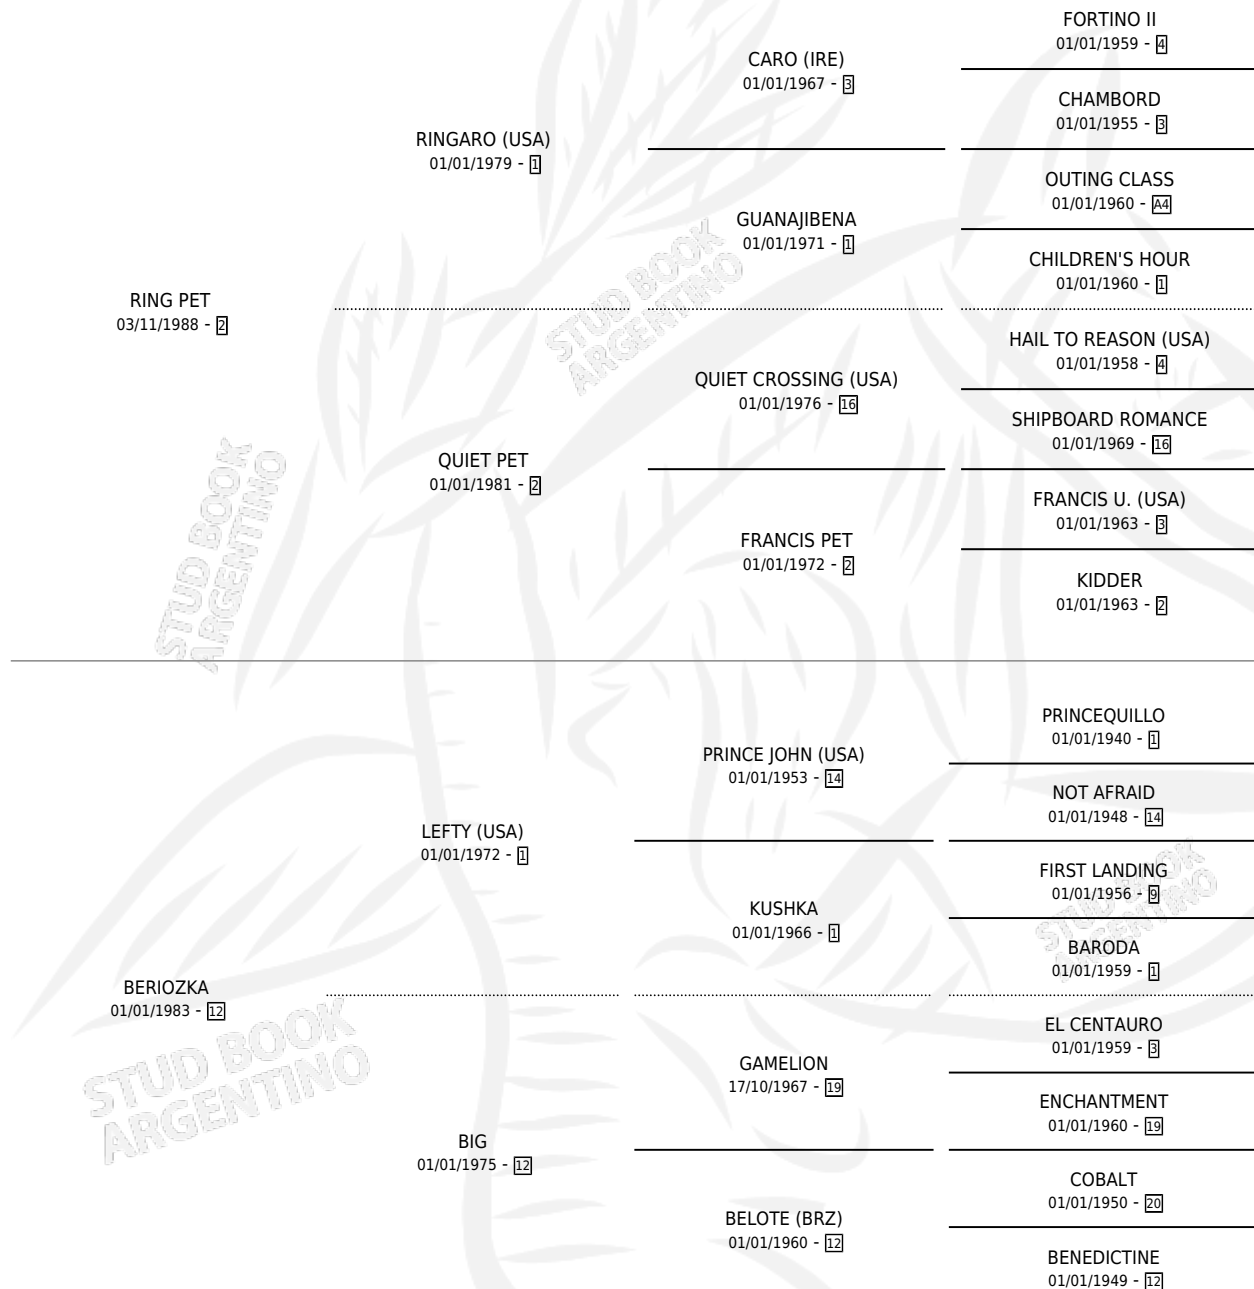 FORTINO II
01/01/1959 - 4
CARO (IRE)
01/01/1967 - 3
CHAMBORD
01/01/1955 - 3
RINGARO (USA)
01/01/1979 - 1
OUTING CLASS
01/01/1960 - A4
GUANAJIBENA
01/01/1971 - 1
CHILDREN'S HOUR
01/01/1960 - 1
RING PET
03/11/1988 - 2
HAIL TO REASON (USA)
01/01/1958 - 4
QUIET CROSSING (USA)
01/01/1976 - 16
SHIPBOARD ROMANCE
01/01/1969 - 16
QUIET PET
01/01/1981 - 2
FRANCIS U. (USA)
01/01/1963 - 3
FRANCIS PET
01/01/1972 - 2
KIDDER
01/01/1963 - 2
PRINCEQUILLO
01/01/1940 - 1
PRINCE JOHN (USA)
01/01/1953 - 14
NOT AFRAID
01/01/1948 - 14
LEFTY (USA)
01/01/1972 - 1
FIRST LANDING
01/01/1956 - 9
KUSHKA
01/01/1966 - 1
BARODA
01/01/1959 - 1
BERIOZKA
01/01/1983 - 12
EL CENTAURO
01/01/1959 - 3
GAMELION
17/10/1967 - 19
ENCHANTMENT
01/01/1960 - 19
BIG
01/01/1975 - 12
COBALT
01/01/1950 - 20
BELOTE (BRZ)
01/01/1960 - 12
BENEDICTINE
01/01/1949 - 12
STUD BOOK
ARGENTINO
STUD BOOK
ARGENTINO
STUD BOOK
ARGENTINO
STUD BOOK
ARGENTINO